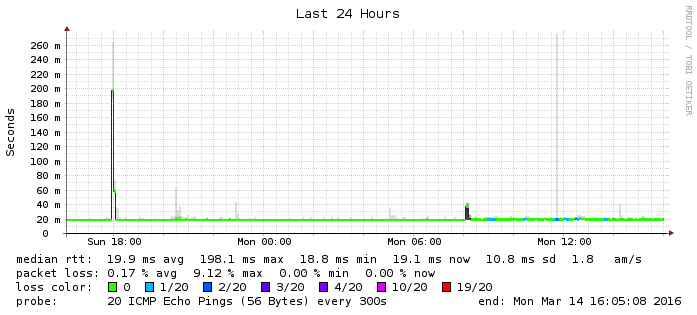 Last 24 Hours
RRDTOOL / TOBI OETIKER
Seconds
260 m
240 m
220 m
200 m
180 m
160 m
140 m
120 m
100 m
80 m
60 m
40 m
20 m
0
Sun 18:00 Mon 00:00 Mon 06:00 Mon 12:00
median rtt: 19.9 ms avg 198.1 ms max 18.8 ms min 19.1 ms now 10.8 ms sd 1.8 am/s
packet loss: 0.17 % avg 9.12 % max 0.00 % min 0.00 % now
loss color: 0 1/20 2/20 3/20 4/20 10/20 19/20
probe: 20 ICMP Echo Pings (56 Bytes) every 300s end: Mon Mar 14 16:05:08 2016